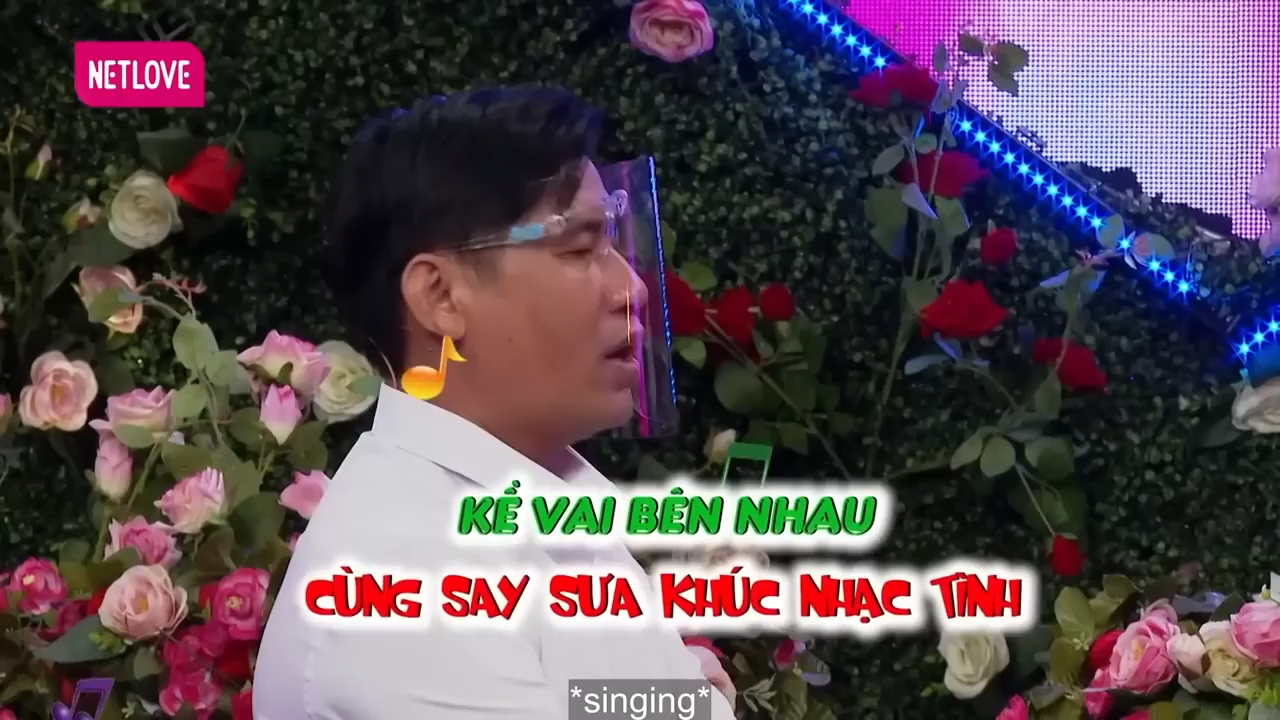 NETLOVE
KỀ VAI BÊN NHAU
CÙNG SAY SƯA KHÚC NHẠC TÌNH
*singing*